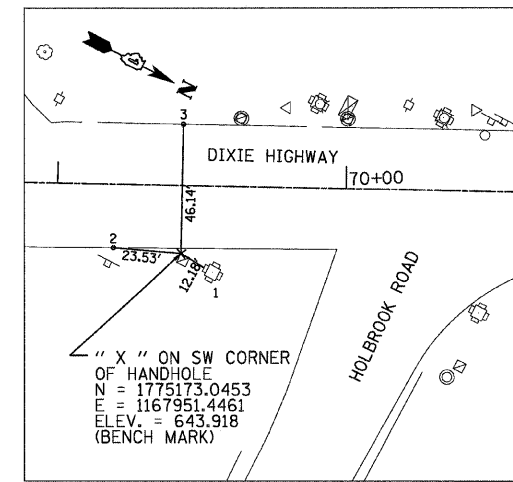 N
3
DIXIE HIGHWAY
70+00
46.14'
2
23.53'
12.18'
1
HOLBROOK ROAD
" X " ON SW CORNER
OF HANDHOLE
N = 1775173.0453
E = 1167951.4461
ELEV. = 643.918
(BENCH MARK)